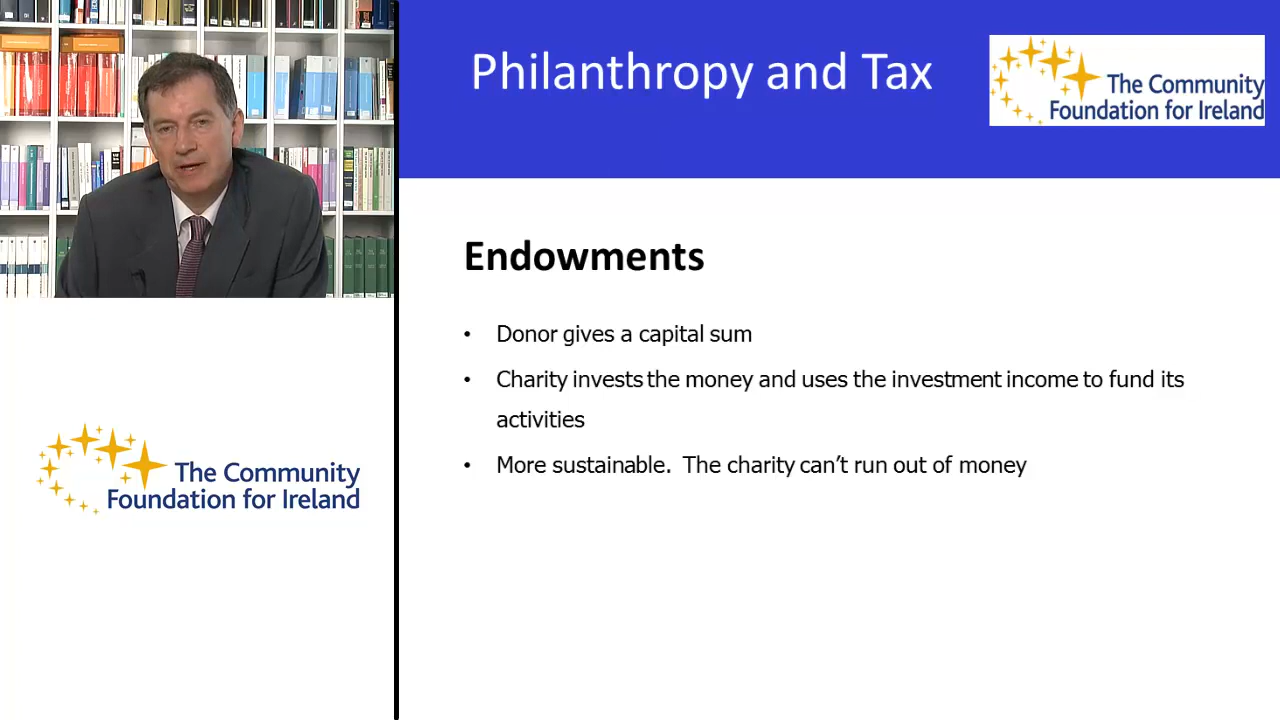 Philanthropy and Tax
The Community
Foundation for Ireland
Endowments
• Donor gives a capital sum
• Charity invests the money and uses the investment income to fund its
activities
• More sustainable. The charity can’t run out of money
The Community
Foundation for Ireland